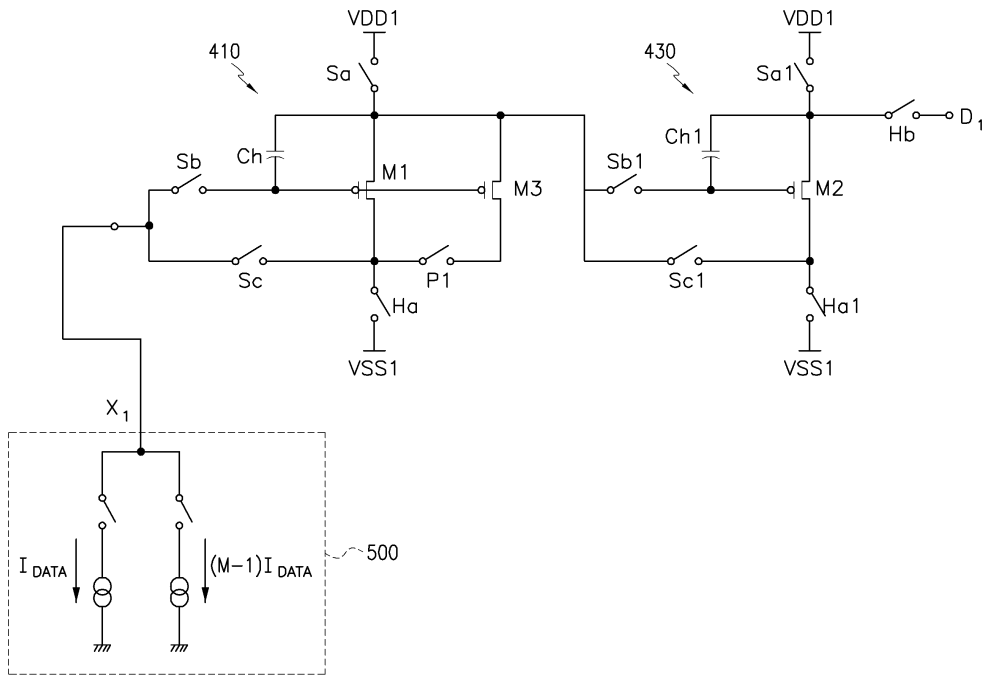 VDD1 VDD1
410 430
Sa Sa1
D1
Hb
Ch Ch1
Sb M1 Sb1
M3 M2
Sc P1 Sc1
Ha Ha1
VSS1 VSS1
X1
500
IDATA (M-1)IDATA